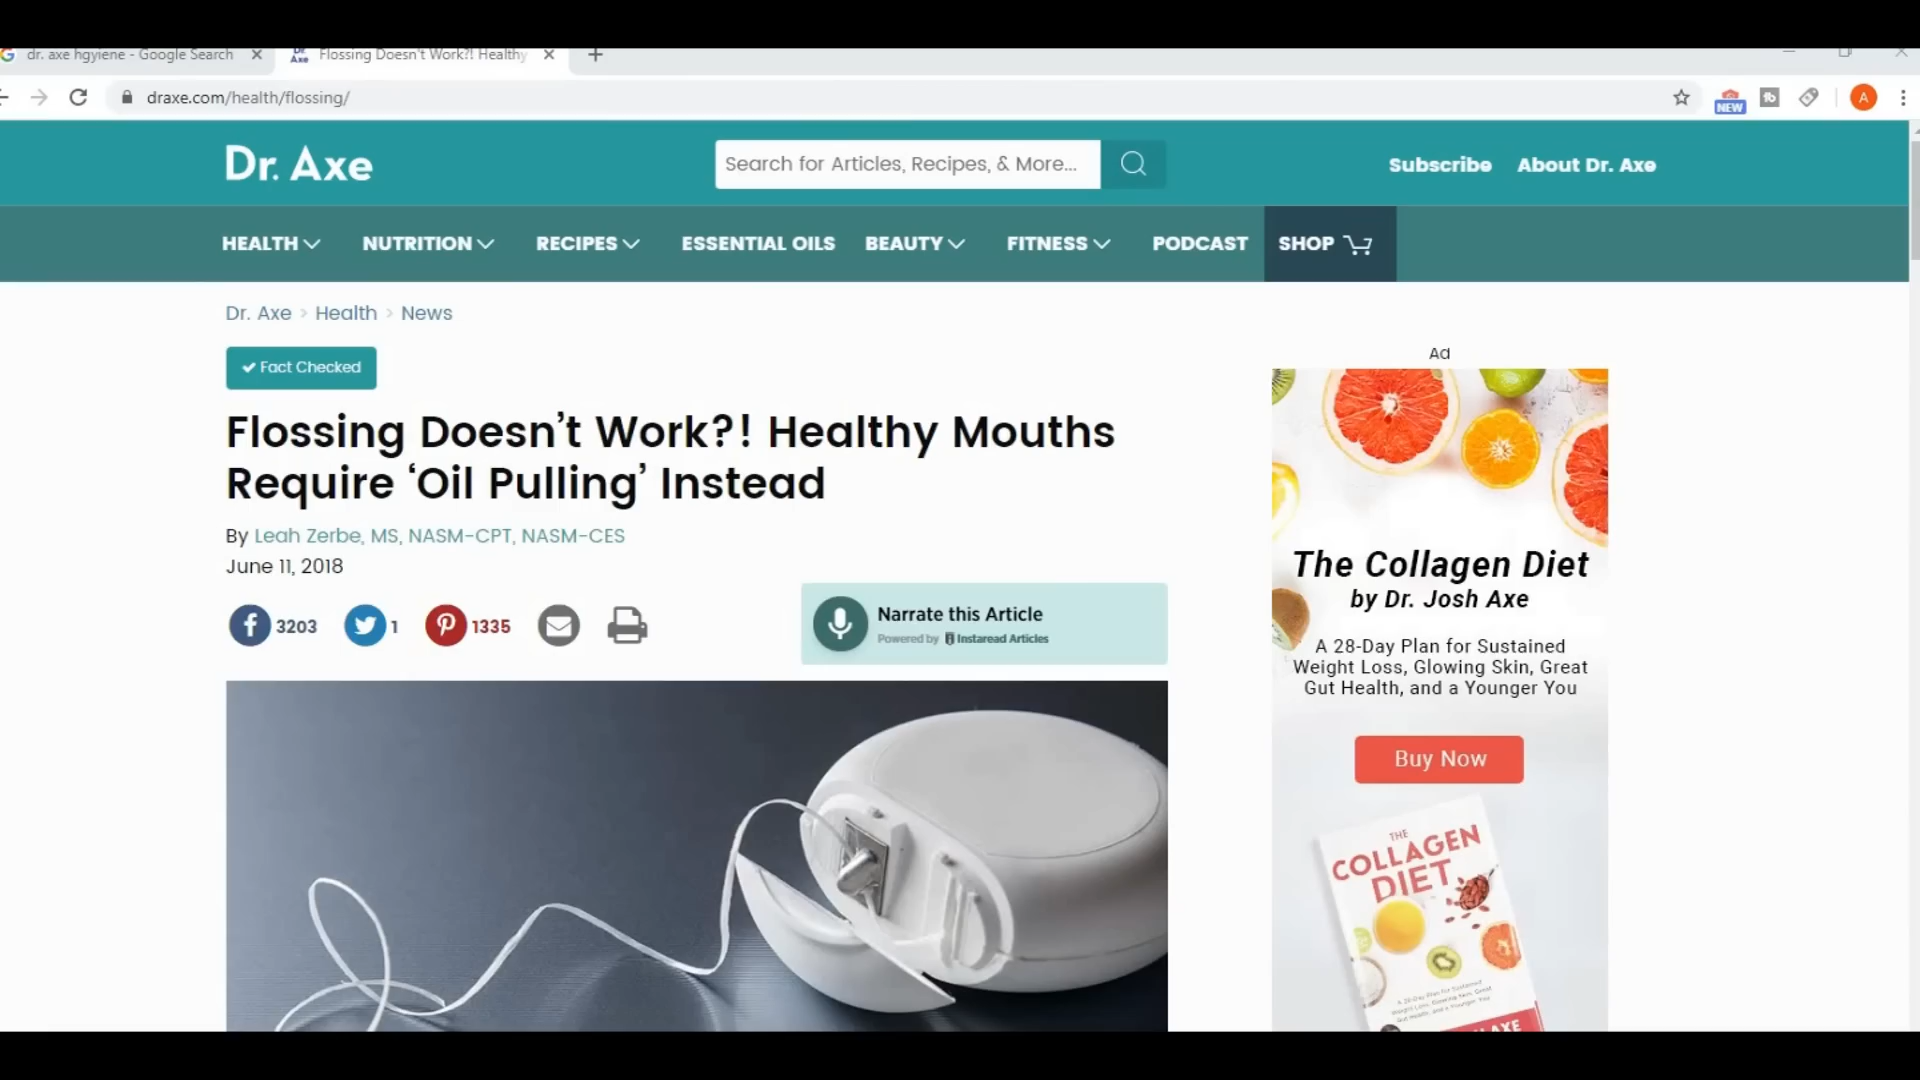 dr. axe hgyiene - Google Search
Flossing Doesn't Work?! Healthy
draxe.com/health/flossing/
NEW
A
Dr. Axe
Search for Articles, Recipes, & More...
Subscribe
About Dr. Axe
HEALTH
NUTRITION
RECIPES
ESSENTIAL OILS
BEAUTY
FITNESS
PODCAST
SHOP
Dr. Axe > Health > News
Fact Checked
Flossing Doesn't Work?! Healthy Mouths
Require 'Oil Pulling' Instead
By Leah Zerbe, MS, NASM-CPT, NASM-CES
June 11, 2018
3203
1
1335
Narrate this Article
Powered by Instaread Articles
Ad
The Collagen Diet
by Dr. Josh Axe
A 28-Day Plan for Sustained
Weight Loss, Glowing Skin, Great
Gut Health, and a Younger You
Buy Now
THE
COLLAGEN
DIET